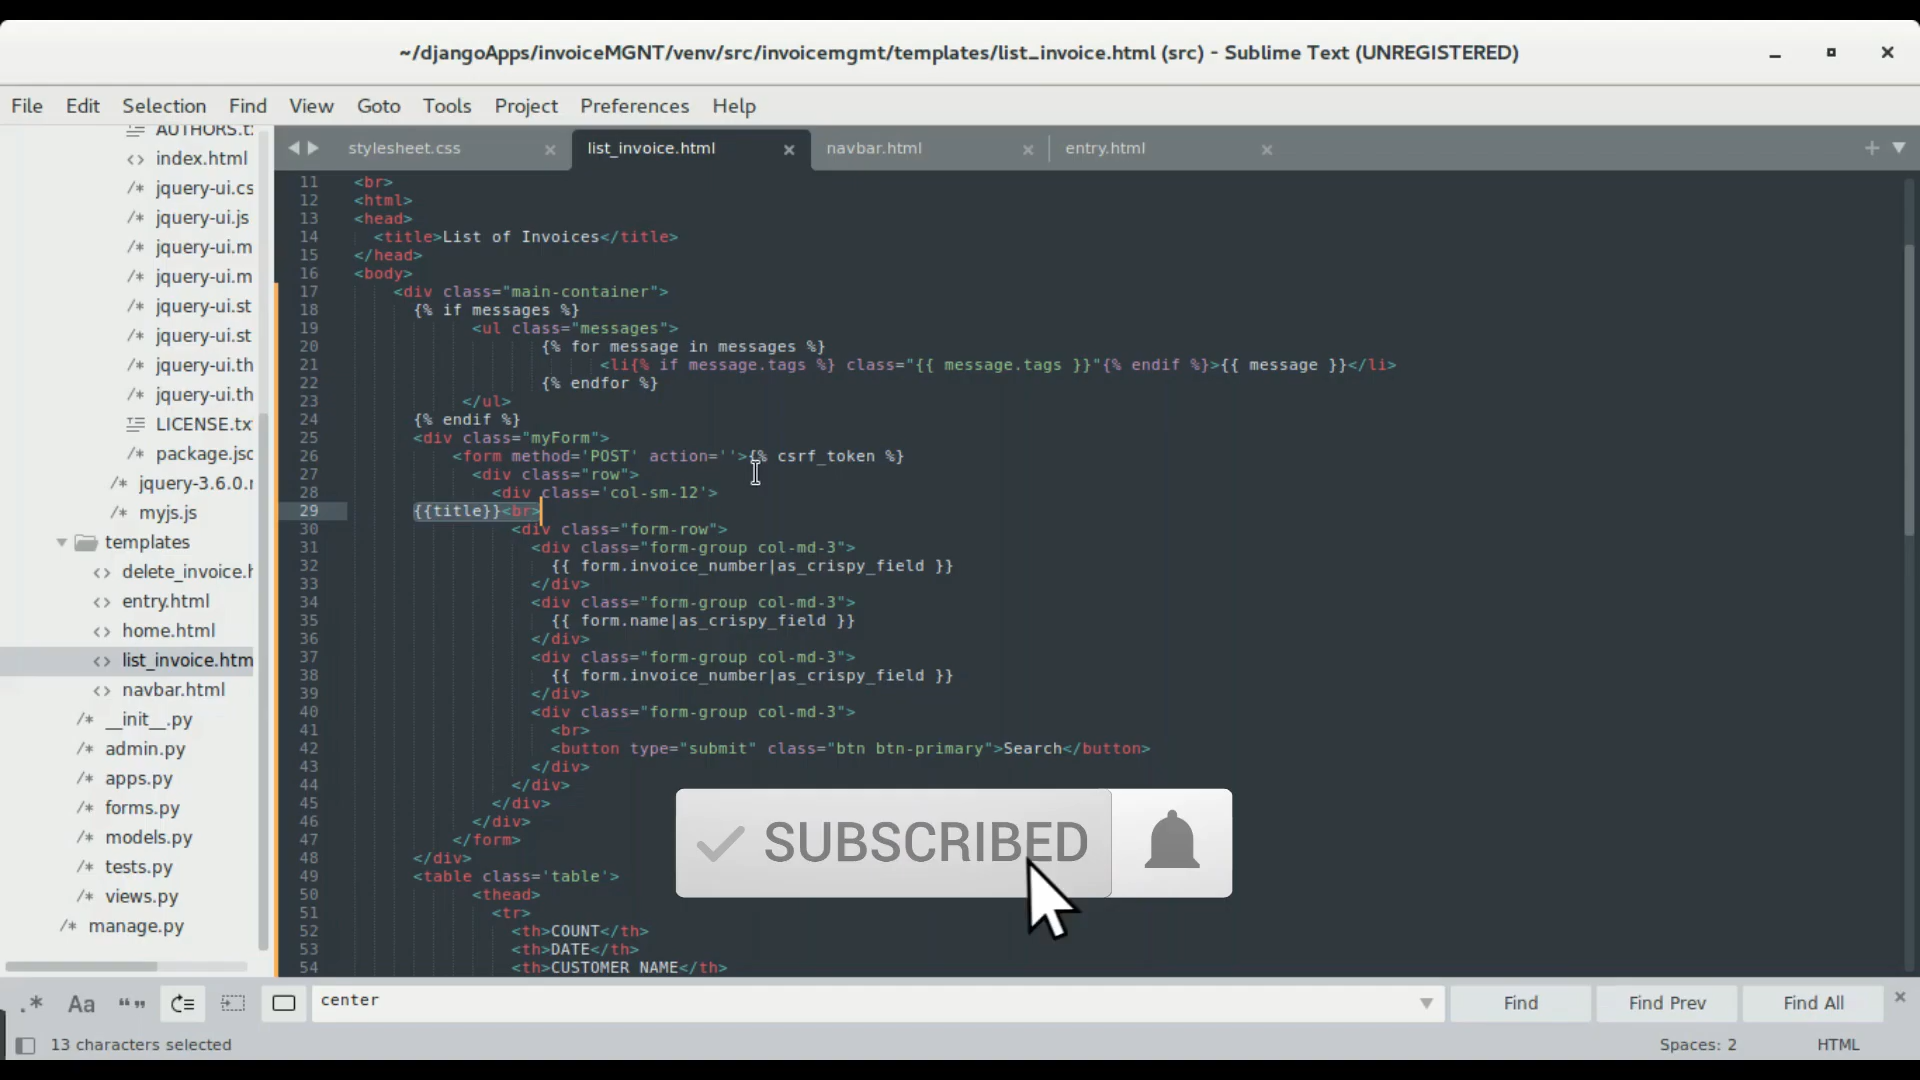 ~/djangoApps/invoiceMGNT/venv/src/invoicemgmt/templates/list_invoice.html (src) - Sublime Text (UNREGISTERED)
File Edit Selection Find View Goto Tools Project Preferences Help
AUTHORS.t
index.html
jquery-ui.cs
jquery-ui.js
jquery-ui.m
jquery-ui.m
jquery-ui.st
jquery-ui.st
jquery-ui.th
jquery-ui.th
LICENSE.tx
package.jsc
jquery-3.6.0.r
myjs.js
templates
delete_invoice.h
entry.html
home.html
list_invoice.htm
navbar.html
__init__.py
admin.py
apps.py
forms.py
models.py
tests.py
views.py
manage.py
stylesheet.css list_invoice.html navbar.html entry.html
11 <br>
12 <html>
13 <head>
14 <title>List of Invoices</title>
15 </head>
16 <body>
17 <div class="main-container">
18 {% if messages %}
19 <ul class="messages">
20 {% for message in messages %}
21 <li{% if message.tags %} class="{{ message.tags }}"{% endif %}>{{ message }}</li>
22 {% endfor %}
23 </ul>
24 {% endif %}
25 <div class="myForm">
26 <form method='POST' action=''>{% csrf_token %}
27 <div class="row">
28 <div class='col-sm-12'>
29 {{title}}<br>
30 <div class="form-row">
31 <div class="form-group col-md-3">
32 {{ form.invoice_number|as_crispy_field }}
33 </div>
34 <div class="form-group col-md-3">
35 {{ form.name|as_crispy_field }}
36 </div>
37 <div class="form-group col-md-3">
38 {{ form.invoice_number|as_crispy_field }}
39 </div>
40 <div class="form-group col-md-3">
41 <br>
42 <button type="submit" class="btn btn-primary">Search</button>
43 </div>
44 </div>
45 </div>
46 </div>
47 </form>
48 </div>
49 <table class='table'>
50 <thead>
51 <tr>
52 <th>COUNT</th>
53 <th>DATE</th>
54 <th>CUSTOMER NAME</th>
SUBSCRIBED
.* Aa “” center Find Find Prev Find All
13 characters selected Spaces: 2 HTML